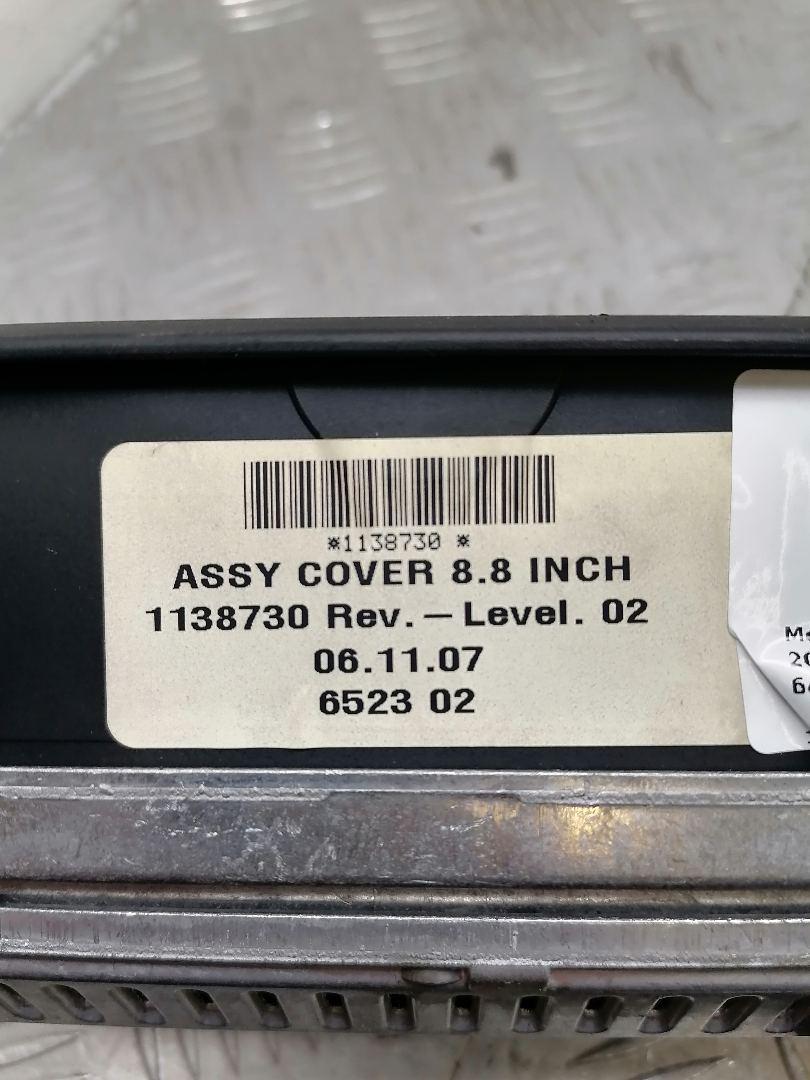 *1138730 *
ASSY COVER 8.8 INCH
1138730 Rev. – Level. 02
06.11.07
6523 02